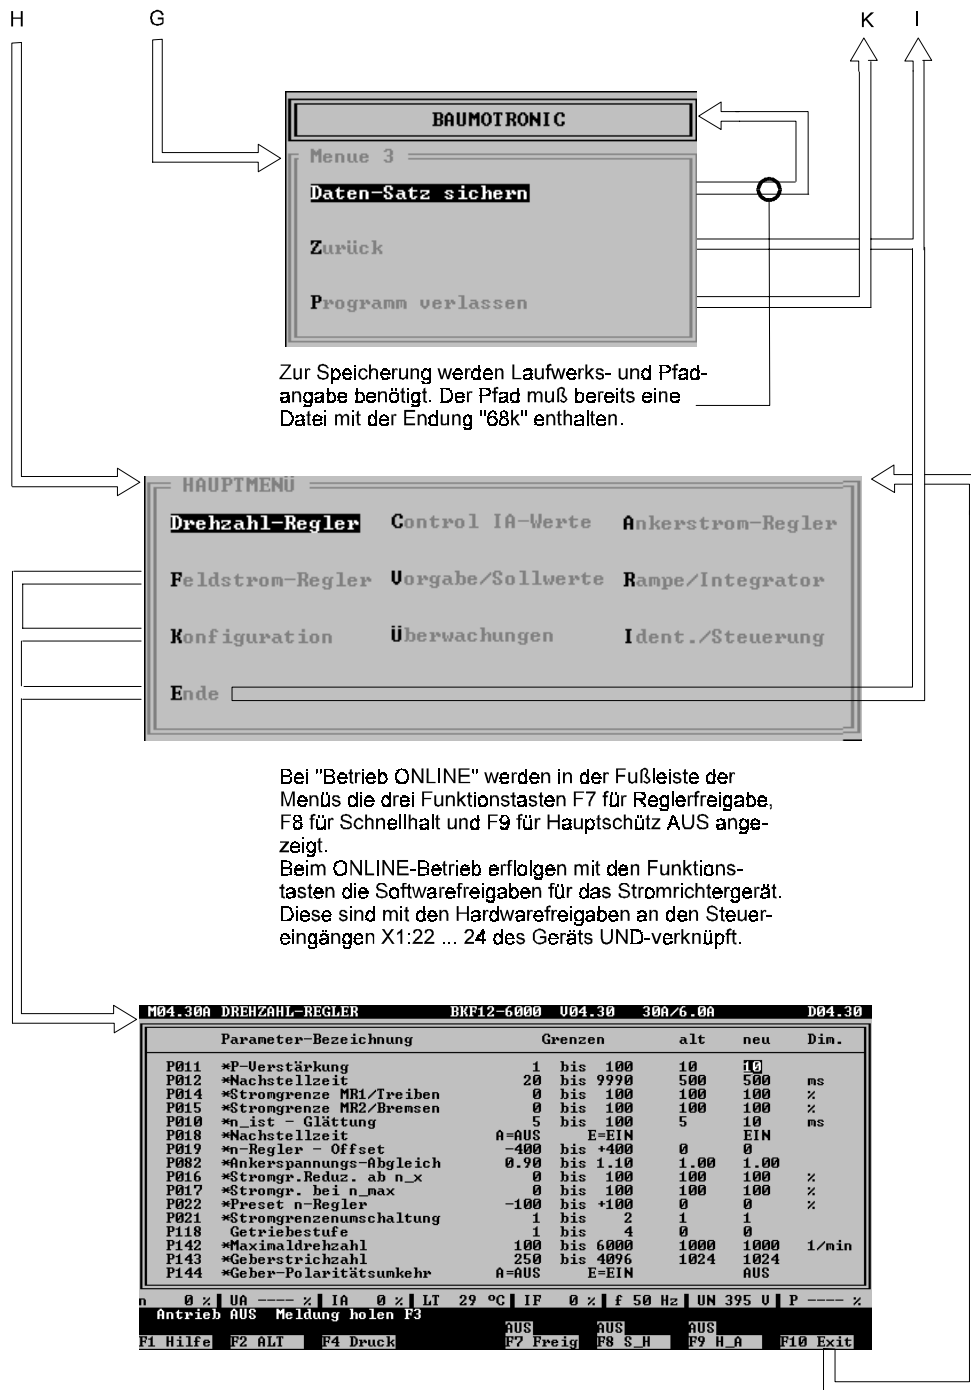 H G K I
BAUMOTRONIC
Menue 3
Daten-Satz sichern
Zurück
Programm verlassen
Zur Speicherung werden Laufwerks- und Pfad-
angabe benötigt. Der Pfad muß bereits eine
Datei mit der Endung "68k" enthalten.
HAUPTMENÜ
Drehzahl-Regler Control IA-Werte Ankerstrom-Regler
Feldstrom-Regler Vorgabe/Sollwerte Rampe/Integrator
Konfiguration Überwachungen Ident./Steuerung
Ende
Bei "Betrieb ONLINE" werden in der Fußleiste der
Menüs die drei Funktionstasten F7 für Reglerfreigabe,
F8 für Schnellhalt und F9 für Hauptschütz AUS ange-
zeigt.
Beim ONLINE-Betrieb erflolgen mit den Funktions-
tasten die Softwarefreigaben für das Stromrichtergerät.
Diese sind mit den Hardwarefreigaben an den Steuer-
eingängen X1:22 ... 24 des Geräts UND-verknüpft.
M04.30A DREHZAHL-REGLER BKF12-6000 V04.30 30A/6.0A D04.30
Parameter-Bezeichnung Grenzen alt neu Dim.
P011 *P-Verstärkung 1 bis 100 10 10
P012 *Nachstellzeit 20 bis 9990 500 500 ms
P014 *Stromgrenze MR1/Treiben 0 bis 100 100 100 %
P015 *Stromgrenze MR2/Bremsen 0 bis 100 100 100 %
P010 *n_ist - Glättung 5 bis 100 5 10 ms
P018 *Nachstellzeit A=AUS E=EIN EIN
P019 *n-Regler - Offset -400 bis +400 0 0
P082 *Ankerspannungs-Abgleich 0.90 bis 1.10 1.00 1.00
P016 *Stromgr.Reduz. ab n_x 0 bis 100 100 100 %
P017 *Stromgr. bei n_max 0 bis 100 100 100 %
P022 *Preset n-Regler -100 bis +100 0 0 %
P021 *Stromgrenzenumschaltung 1 bis 2 1 1
P118 Getriebestufe 1 bis 4 0 0
P142 *Maximaldrehzahl 100 bis 6000 1000 1000 1/min
P143 *Geberstrichzahl 250 bis 4096 1024 1024
P144 *Geber-Polaritätsumkehr A=AUS E=EIN AUS
n 0 % UA ---- % IA 0 % LT 29 ºC IF 0 % f 50 Hz UN 395 V P ---- %
Antrieb AUS Meldung holen F3
AUS AUS AUS
F1 Hilfe F2 ALT F4 Druck F7 Freig F8 S_H F9 H_A F10 Exit